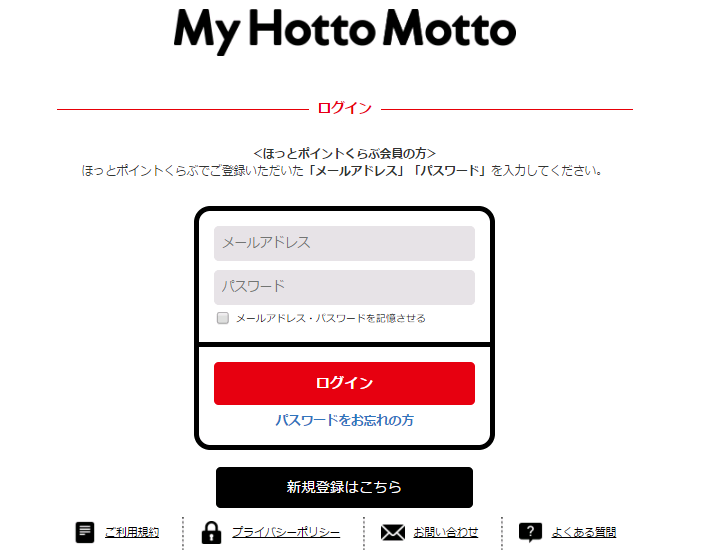 My Hotto Motto
ログイン
＜ほっとポイントくらぶ会員の方＞
ほっとポイントくらぶでご登録いただいた「メールアドレス」「パスワード」を入力してください。
メールアドレス
パスワード
メールアドレス・パスワードを記憶させる
ログイン
パスワードをお忘れの方
新規登録はこちら
ご利用規約 プライバシーポリシー お問い合わせ ? よくある質問